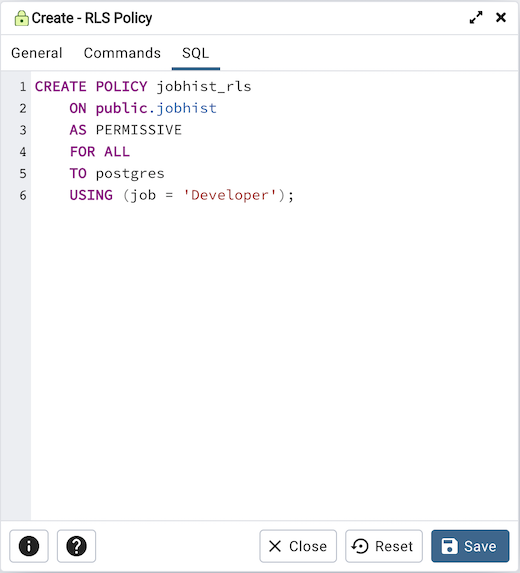 Create - RLS Policy
General Commands SQL
1 CREATE POLICY jobhist_rls
2 ON public.jobhist
3 AS PERMISSIVE
4 FOR ALL
5 TO postgres
6 USING (job = 'Developer');
Close Reset Save